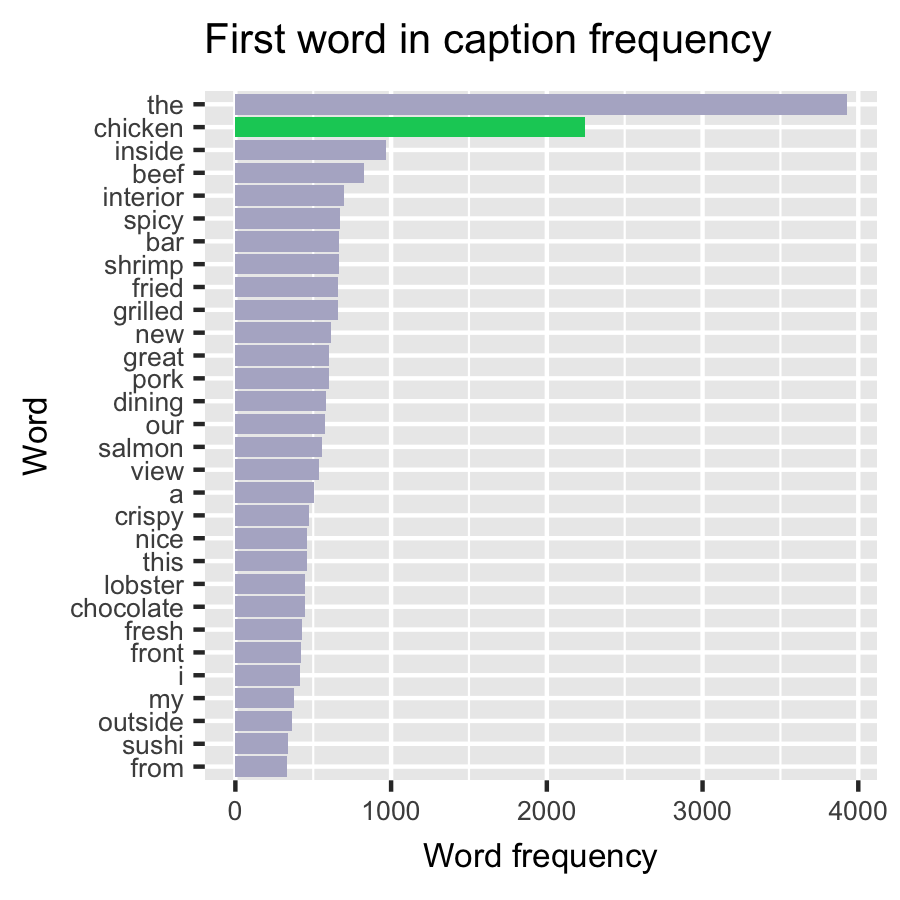 First word in caption frequency
the
chicken
inside
beef
interior
spicy
bar
shrimp
fried
grilled
new
great
pork
dining
our
salmon
view
a
crispy
nice
this
lobster
chocolate
fresh
front
i
my
outside
sushi
from
Word
0 1000 2000 3000 4000
Word frequency